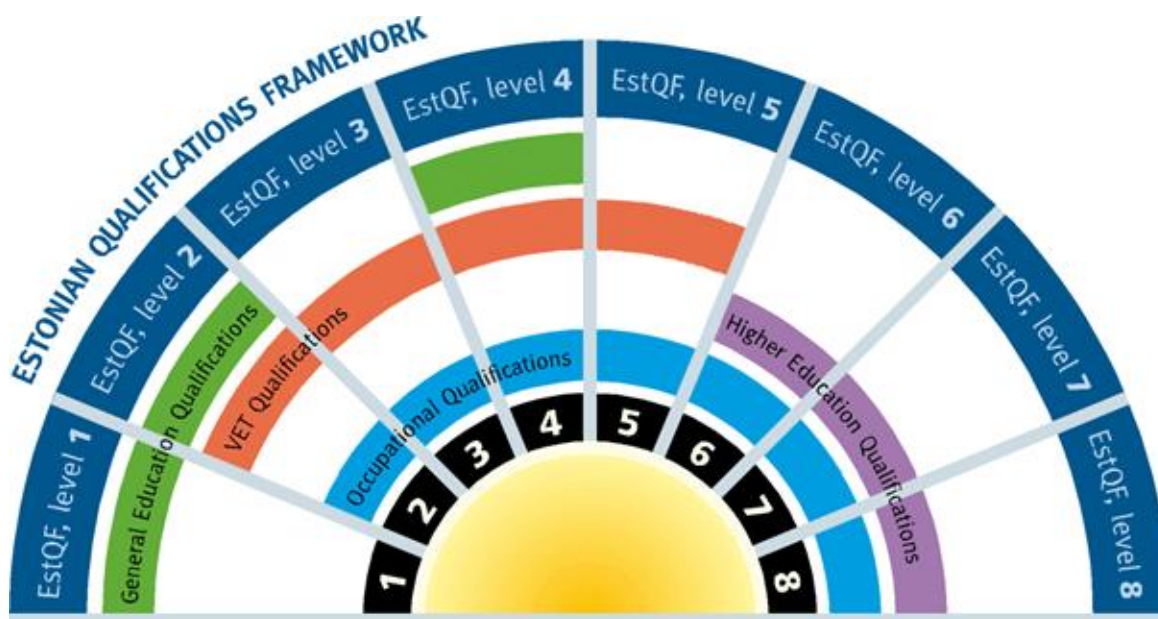 ESTONIAN QUALIFICATIONS FRAMEWORK
EstQF, level 1
EstQF, level 2
EstQF, level 3
EstQF, level 4
EstQF, level 5
EstQF, level 6
EstQF, level 7
EstQF, level 8
General Education Qualifications
VET Qualifications
Occupational Qualifications
Higher Education Qualifications
1
2
3
4
5
6
7
8